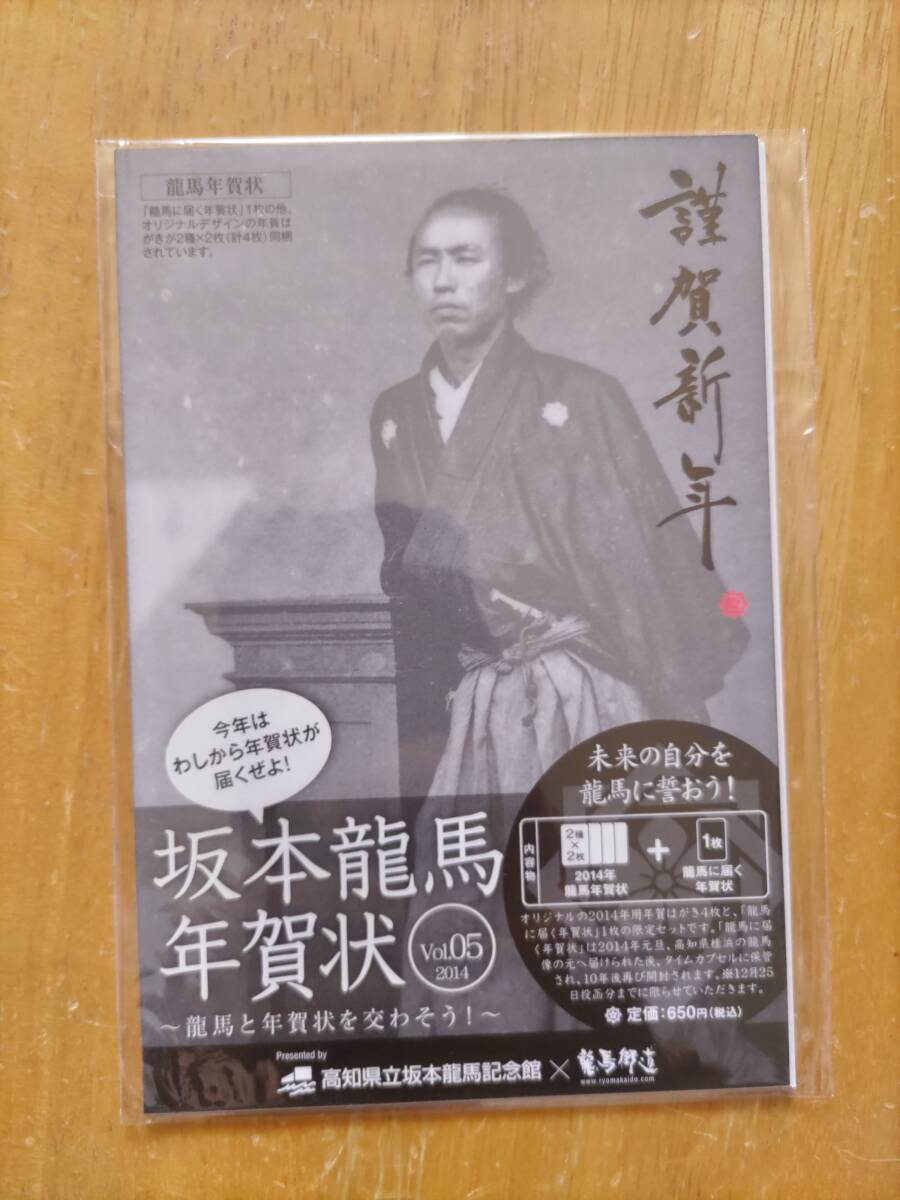 龍馬年賀状
「龍馬に届く年賀状」1枚の他、
オリジナルデザインの年賀は
がきが2種×2枚(計4枚)同梱
されています。
謹賀新年
今年は
わしから年賀状が
届くぜよ!
坂本龍馬
年賀状
Vol.05
2014
~龍馬と年賀状を交わそう!~
未来の自分を
龍馬に誓おう!
内容物
2種
×
2枚
2014年
龍馬年賀状
+
1枚
龍馬に届く
年賀状
オリジナルの2014年用年賀はがき4枚と、「龍馬
に届く年賀状」1枚の限定セットです。「龍馬に届
く年賀状」は2014年元旦、高知県桂浜の龍馬
像の元へ届けられた後、タイムカプセルに保管
され、10年後再び開封されます。※12月25
日投函分までに限らせていただきます。
定価:650円(税込)
Presented by
高知県立坂本龍馬記念館×龍馬街道
www.ryomakaido.com